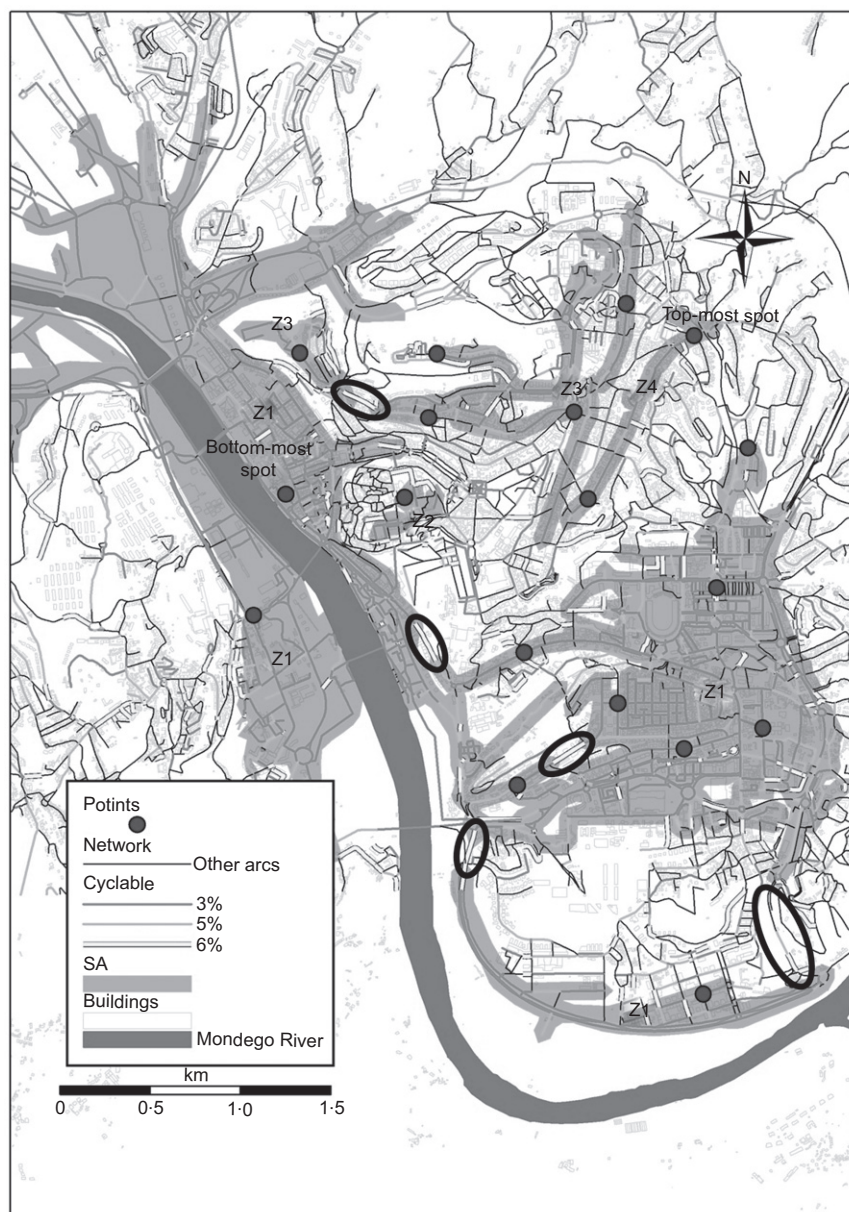 N
Z3
Top-most spot
Z3
Z4
Z1
Bottom-most
spot
Z2
Z1
Z1
Z1
Potints
Network
Other arcs
Cyclable
3%
5%
6%
SA
Buildings
Mondego River
km
0 0·5 1·0 1·5